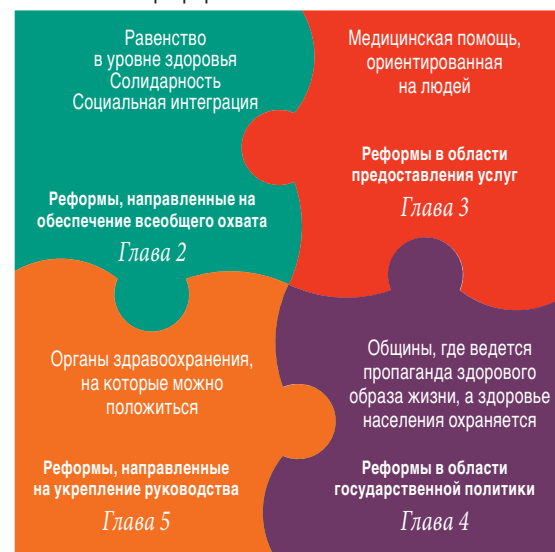 Равенство
в уровне здоровья
Солидарность
Социальная интеграция
Реформы, направленные на
обеспечение всеобщего охвата
Глава 2
Медицинская помощь,
ориентированная
на людей
Реформы в области
предоставления услуг
Глава 3
Органы здравоохранения,
на которые можно
положиться
Реформы, направленные
на укрепление руководства
Глава 5
Общины, где ведется
пропаганда здорового
образа жизни, а здоровье
населения охраняется
Реформы в области
государственной политики
Глава 4